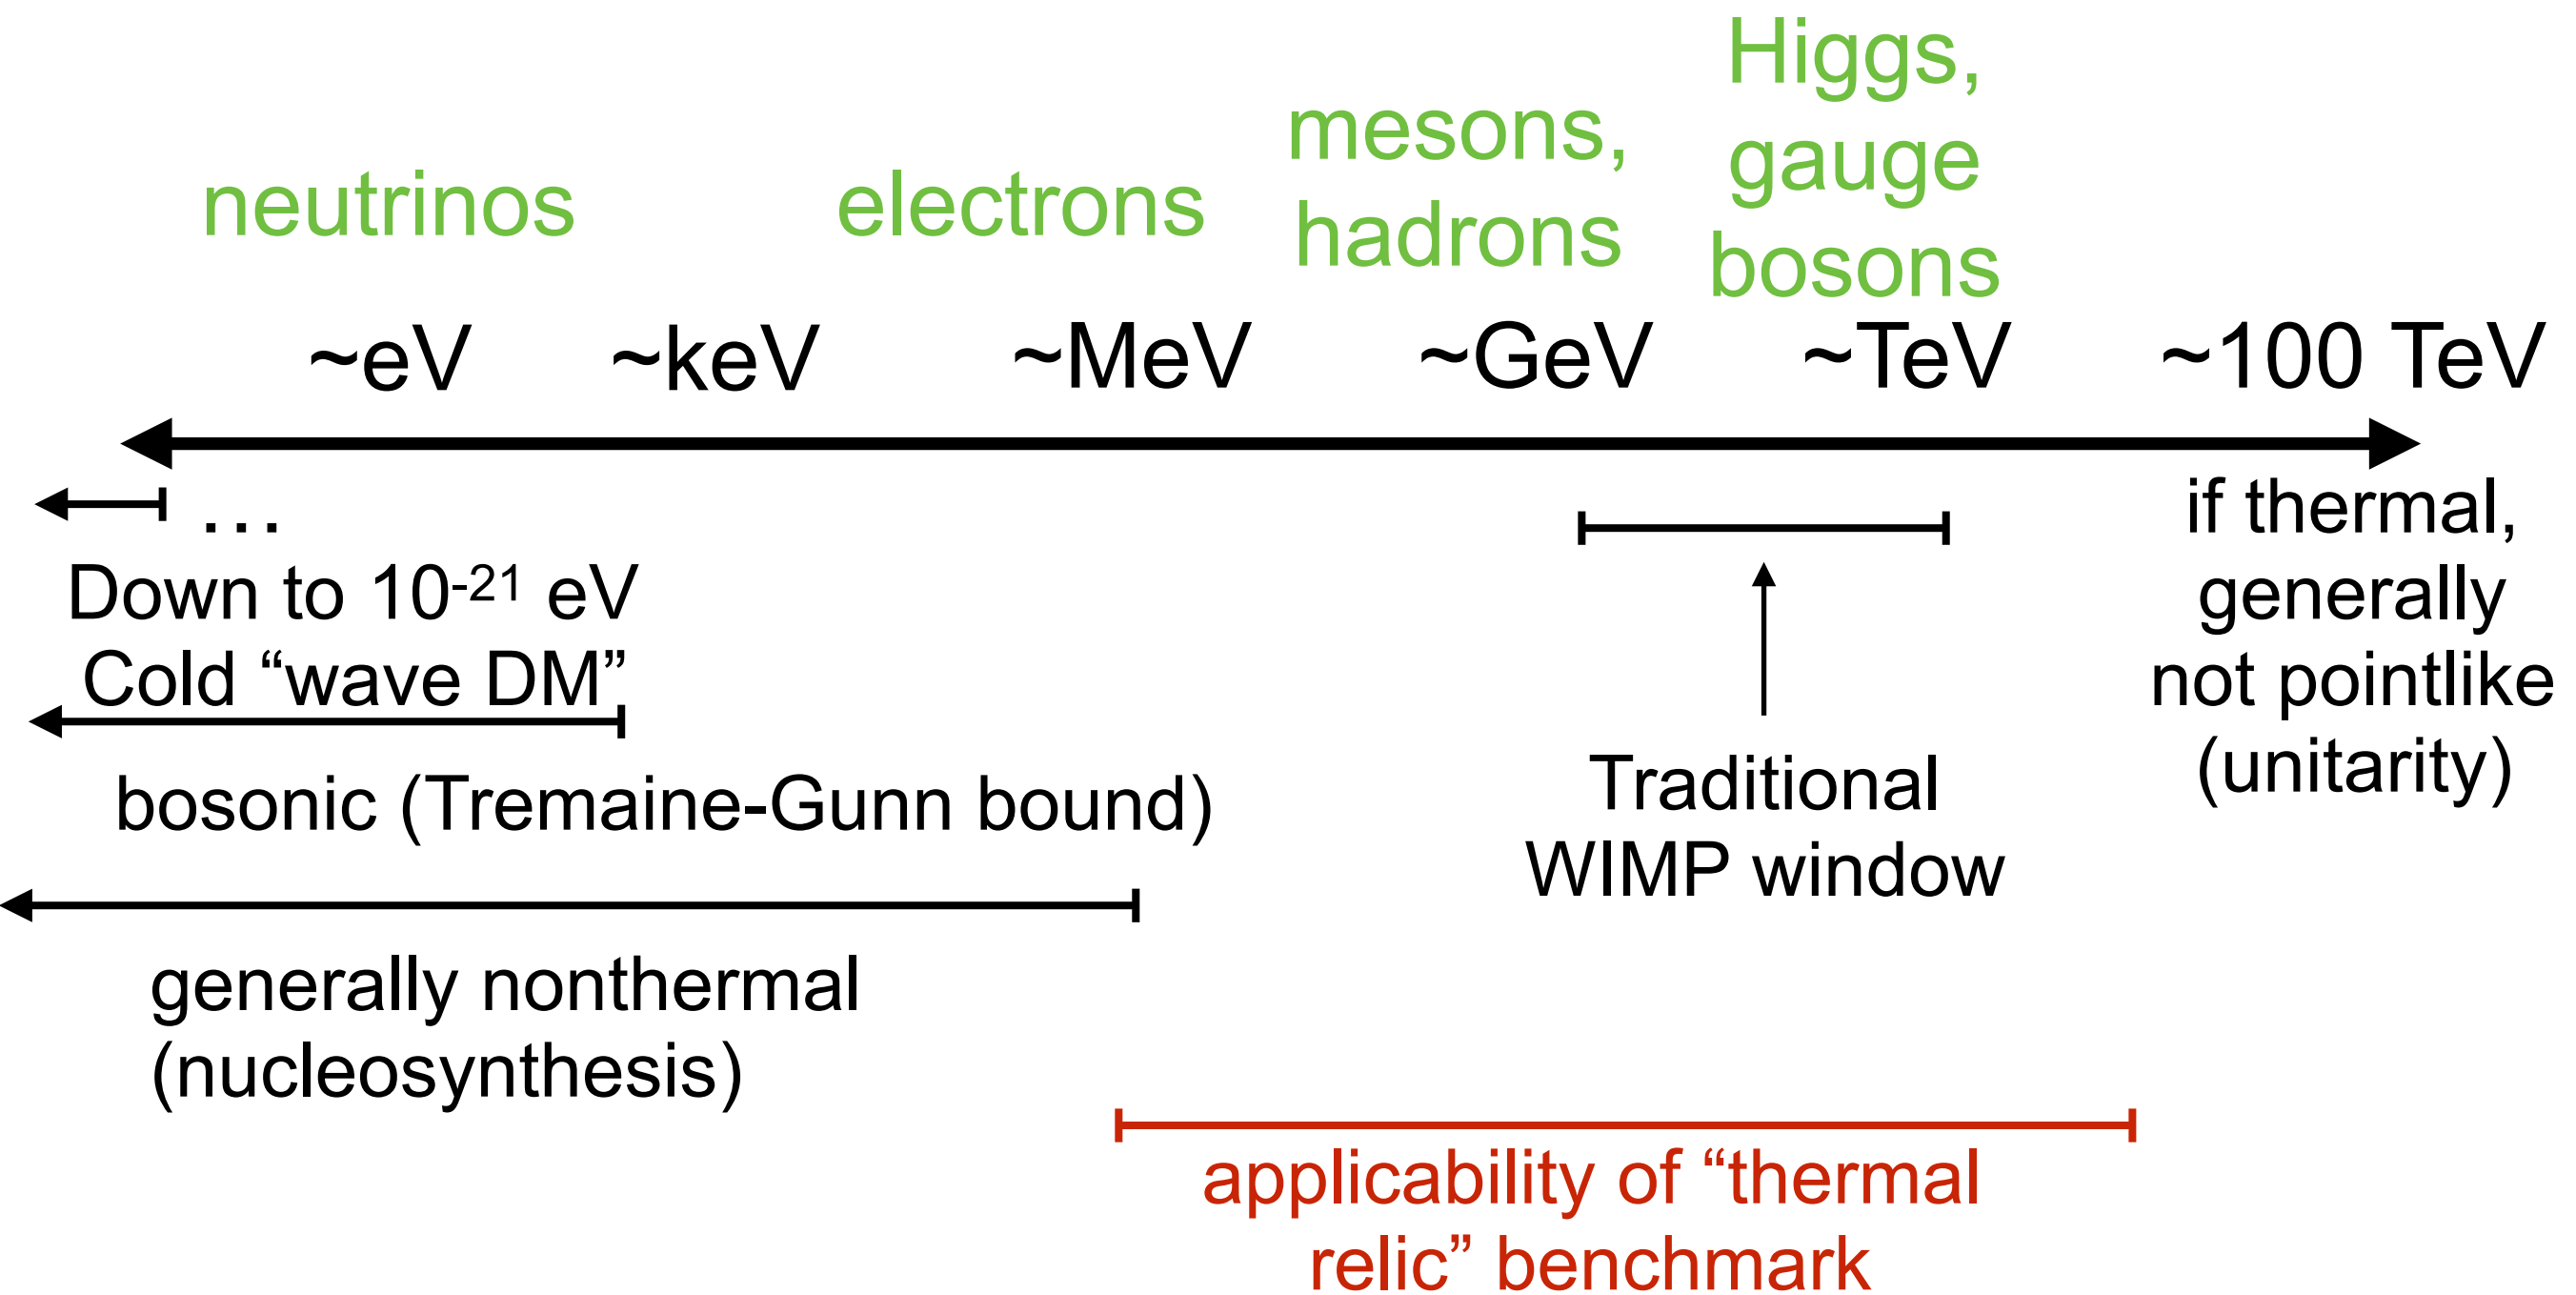 Higgs,
gauge
bosons
mesons,
hadrons
neutrinos
electrons
~eV ~keV ~MeV ~GeV ~TeV ~100 TeV
…
Down to 10⁻²¹ eV
Cold “wave DM”
bosonic (Tremaine-Gunn bound)
generally nonthermal
(nucleosynthesis)
Traditional
WIMP window
if thermal,
generally
not pointlike
(unitarity)
applicability of “thermal
relic” benchmark